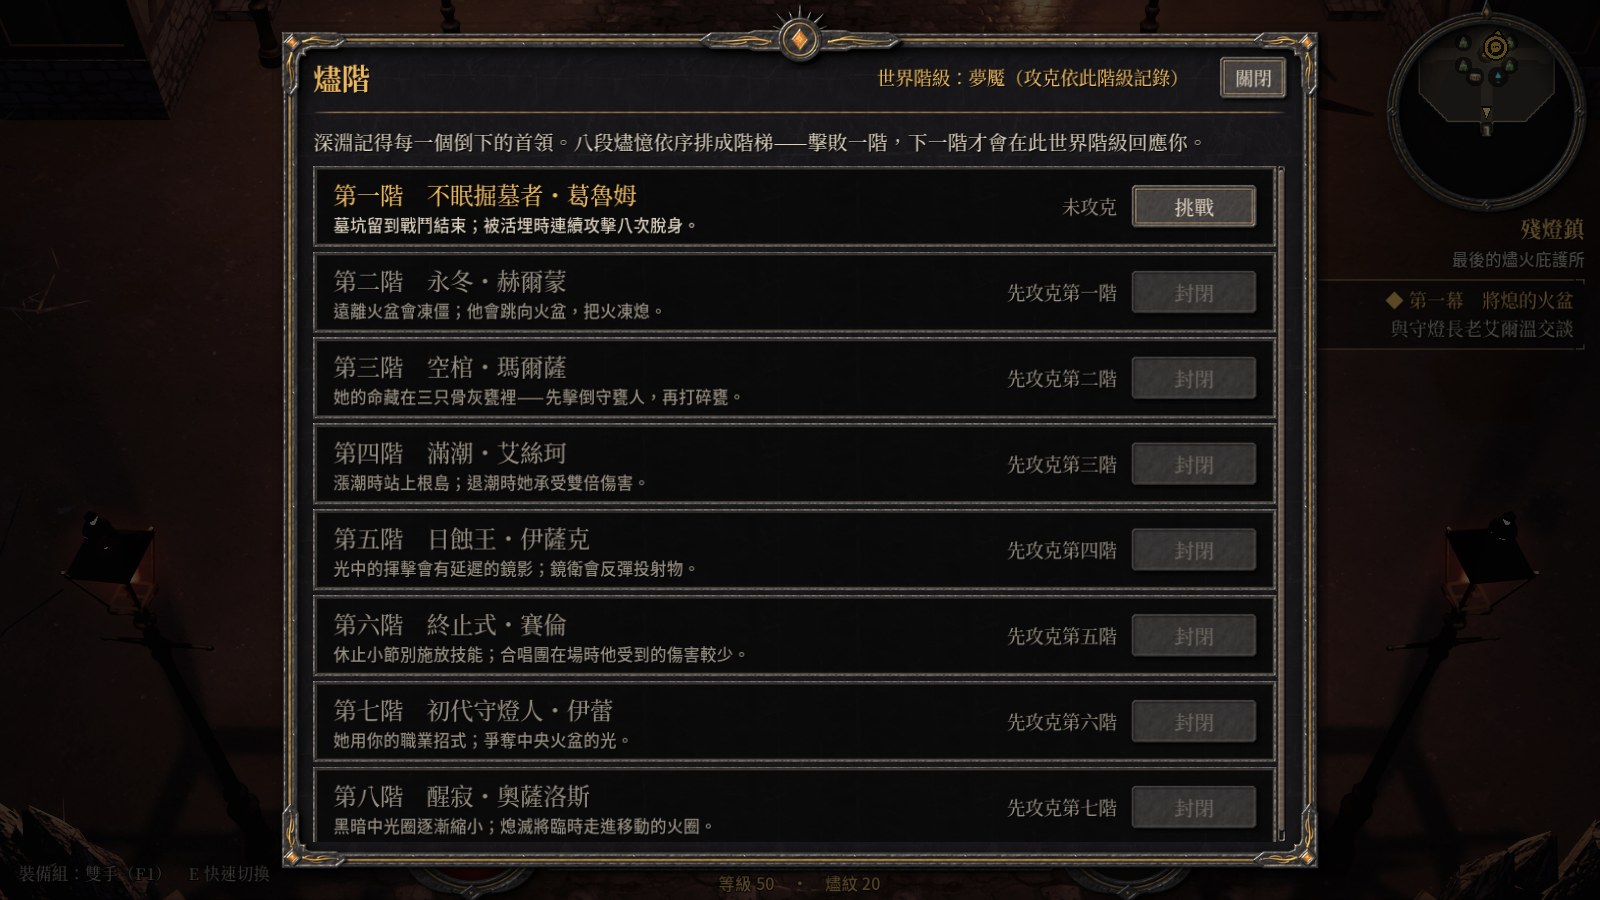 燼階
世界階級：夢魘（攻克依此階級記錄）
關閉
深淵記得每一個倒下的首領。八段燼憶依序排成階梯——擊敗一階，下一階才會在此世界階級回應你。
第一階　不眠掘墓者・葛魯姆
墓坑留到戰鬥結束；被活埋時連續攻擊八次脫身。
未攻克
挑戰
第二階　永冬・赫爾蒙
遠離火盆會凍僵；他會跳向火盆，把火凍熄。
先攻克第一階
封閉
第三階　空棺・瑪爾薩
她的命藏在三只骨灰甕裡——先擊倒守甕人，再打碎甕。
先攻克第二階
封閉
第四階　滿潮・艾絲珂
漲潮時站上根島；退潮時她承受雙倍傷害。
先攻克第三階
封閉
第五階　日蝕王・伊薩克
光中的揮擊會有延遲的鏡影；鏡衛會反彈投射物。
先攻克第四階
封閉
第六階　終止式・賽倫
休止小節別施放技能；合唱團在場時他受到的傷害較少。
先攻克第五階
封閉
第七階　初代守燈人・伊蕾
她用你的職業招式；爭奪中央火盆的光。
先攻克第六階
封閉
第八階　醒寂・奧薩洛斯
黑暗中光圈逐漸縮小；熄滅將臨時走進移動的火圈。
先攻克第七階
封閉
殘燈鎮
最後的燼火庇護所
◆ 第一幕　將熄的火盆
與守燈長老艾爾溫交談
裝備組：雙手（F1）　E 快速切換
等級 50　・　燼紋 20